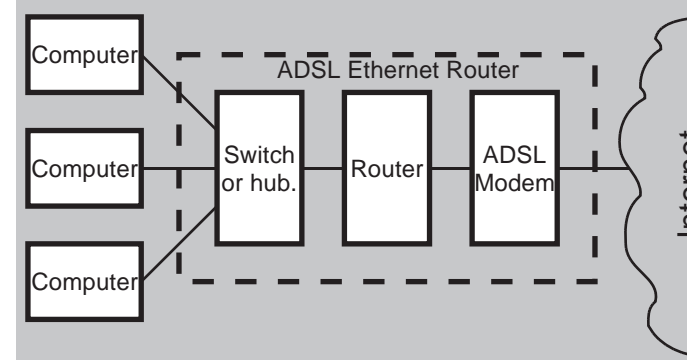 Computer
ADSL Ethernet Router
Computer
Switch
or hub.
Router
ADSL
Modem
Internet
Computer